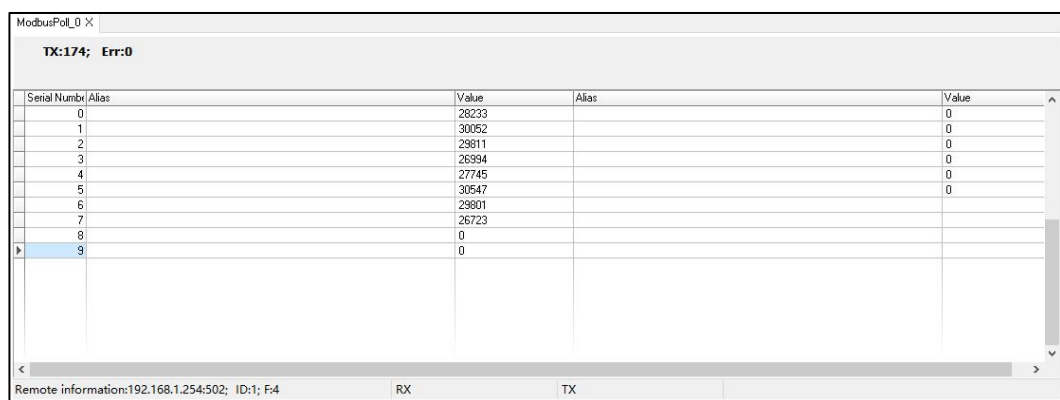 ModbusPoll_0 X
TX:174; Err:0
Serial Numbe Alias Value Alias Value
0 28233 0
1 30052 0
2 29811 0
3 26994 0
4 27745 0
5 30547 0
6 29801
7 26723
8 0
9 0
Remote information:192.168.1.254:502; ID:1; F:4 RX TX